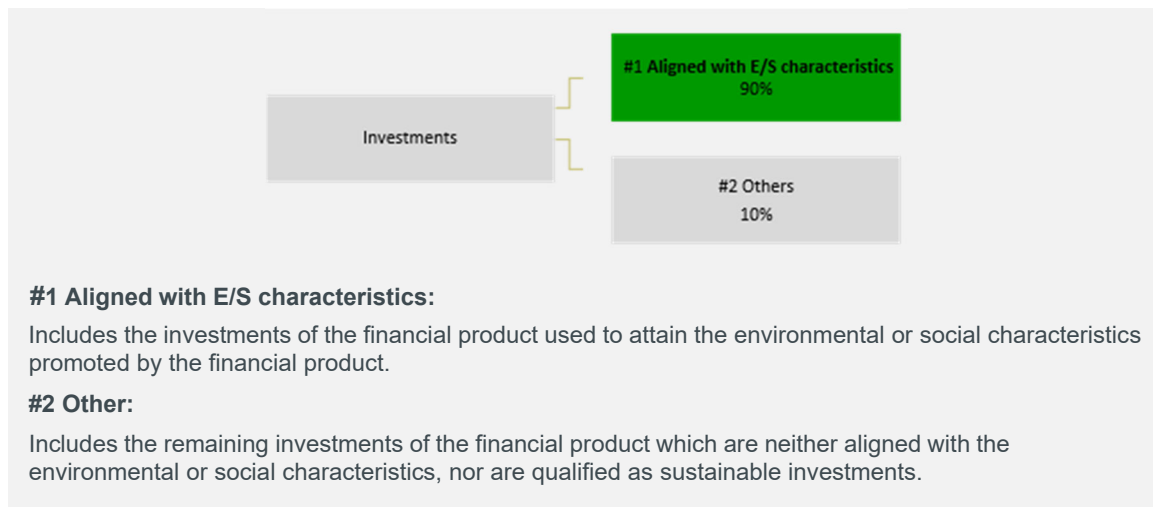 #1 Aligned with E/S characteristics
90%
Investments
#2 Others
10%
#1 Aligned with E/S characteristics:
Includes the investments of the financial product used to attain the environmental or social characteristics
promoted by the financial product.
#2 Other:
Includes the remaining investments of the financial product which are neither aligned with the
environmental or social characteristics, nor are qualified as sustainable investments.